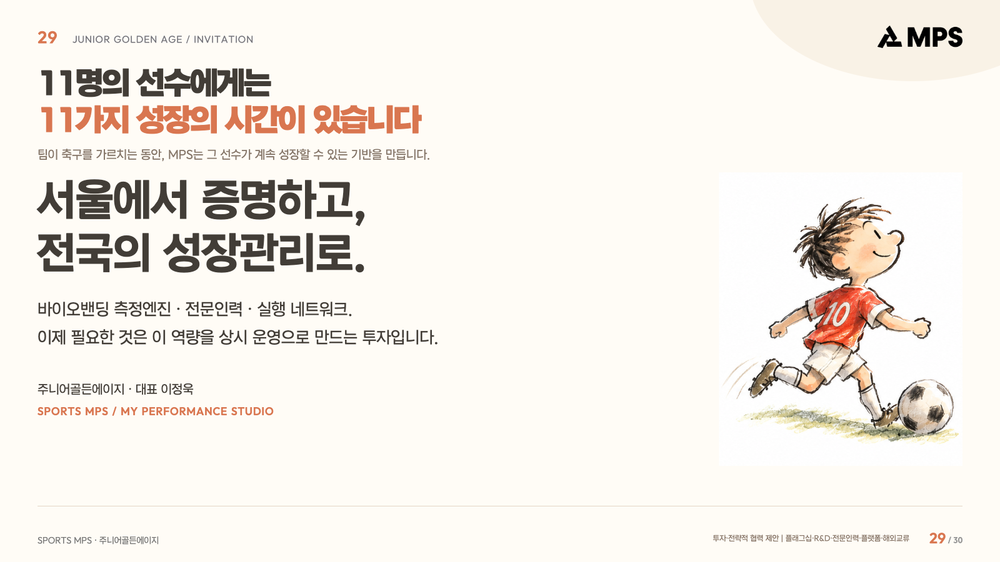 29 JUNIOR GOLDEN AGE / INVITATION
MPS
11명의 선수에게는
11가지 성장의 시간이 있습니다
팀이 축구를 가르치는 동안, MPS는 그 선수가 계속 성장할 수 있는 기반을 만듭니다.
서울에서 증명하고,
전국의 성장관리로.
바이오밴딩 측정엔진 · 전문인력 · 실행 네트워크.
이제 필요한 것은 이 역량을 상시 운영으로 만드는 투자입니다.
주니어골든에이지 · 대표 이정욱
SPORTS MPS / MY PERFORMANCE STUDIO
10
SPORTS MPS · 주니어골든에이지
투자·전략적 협력 제안 | 플래그십·R&D·전문인력·플랫폼·해외교류
29 / 30